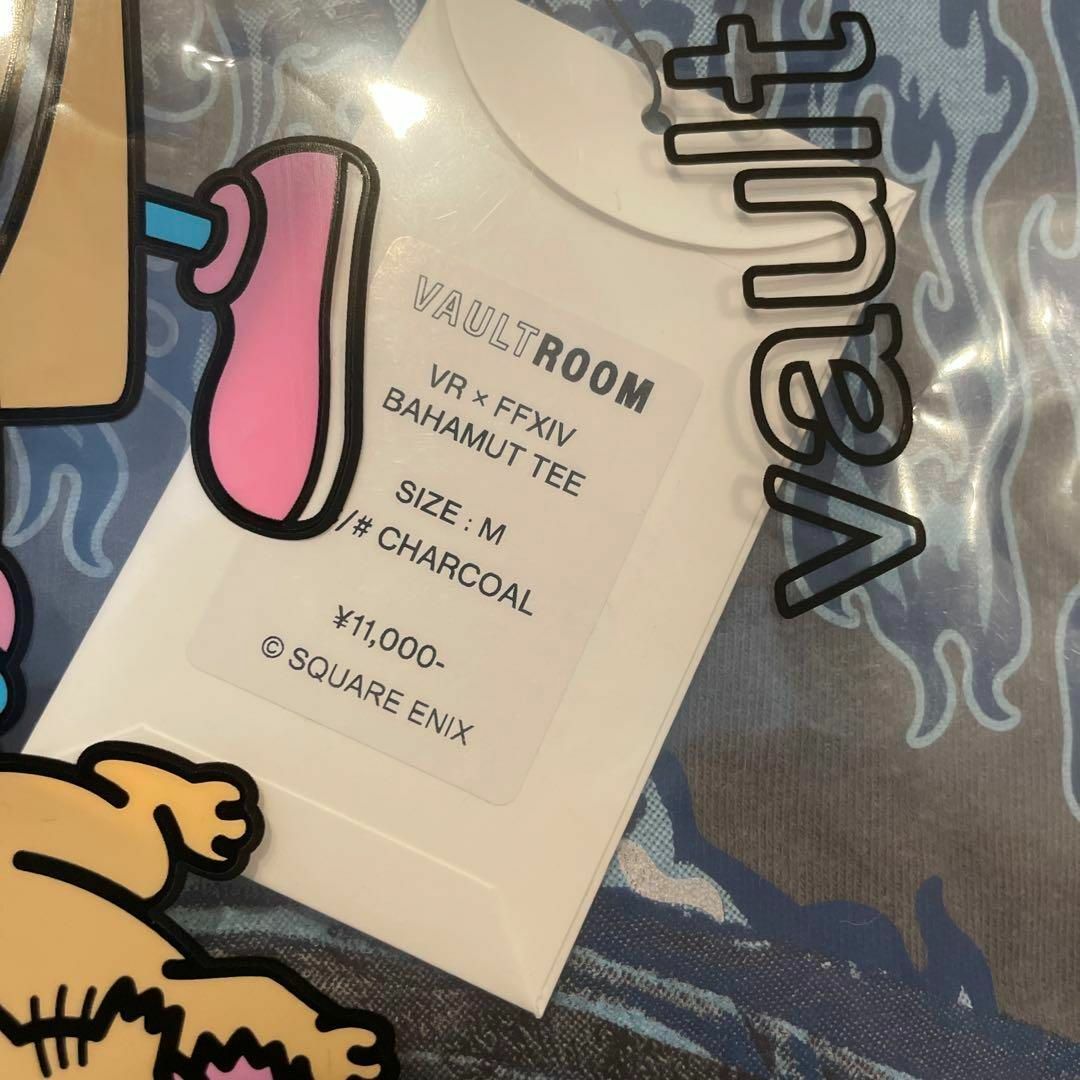 VAULTROOM
VR × FFXIV
BAHAMUT TEE
SIZE : M
/# CHARCOAL
¥11,000-
© SQUARE ENIX
vault